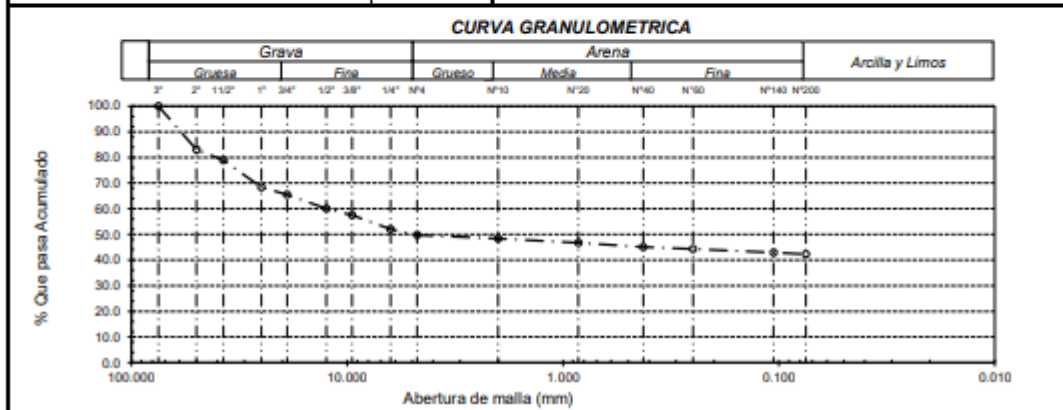 CURVA GRANULOMETRICA
Grava Arena Arcilla y Limos
Gruesa Fina Grueso Media Fina
3" 2" 1 1/2" 1" 3/4" 1/2" 3/8" 1/4" N°4 N°10 N°20 N°40 N°60 N°140 N°200
100.0
90.0
80.0
70.0
60.0
50.0
40.0
30.0
20.0
10.0
0.0
% Que pasa Acumulado
100.000 10.000 1.000 0.100 0.010
Abertura de malla (mm)